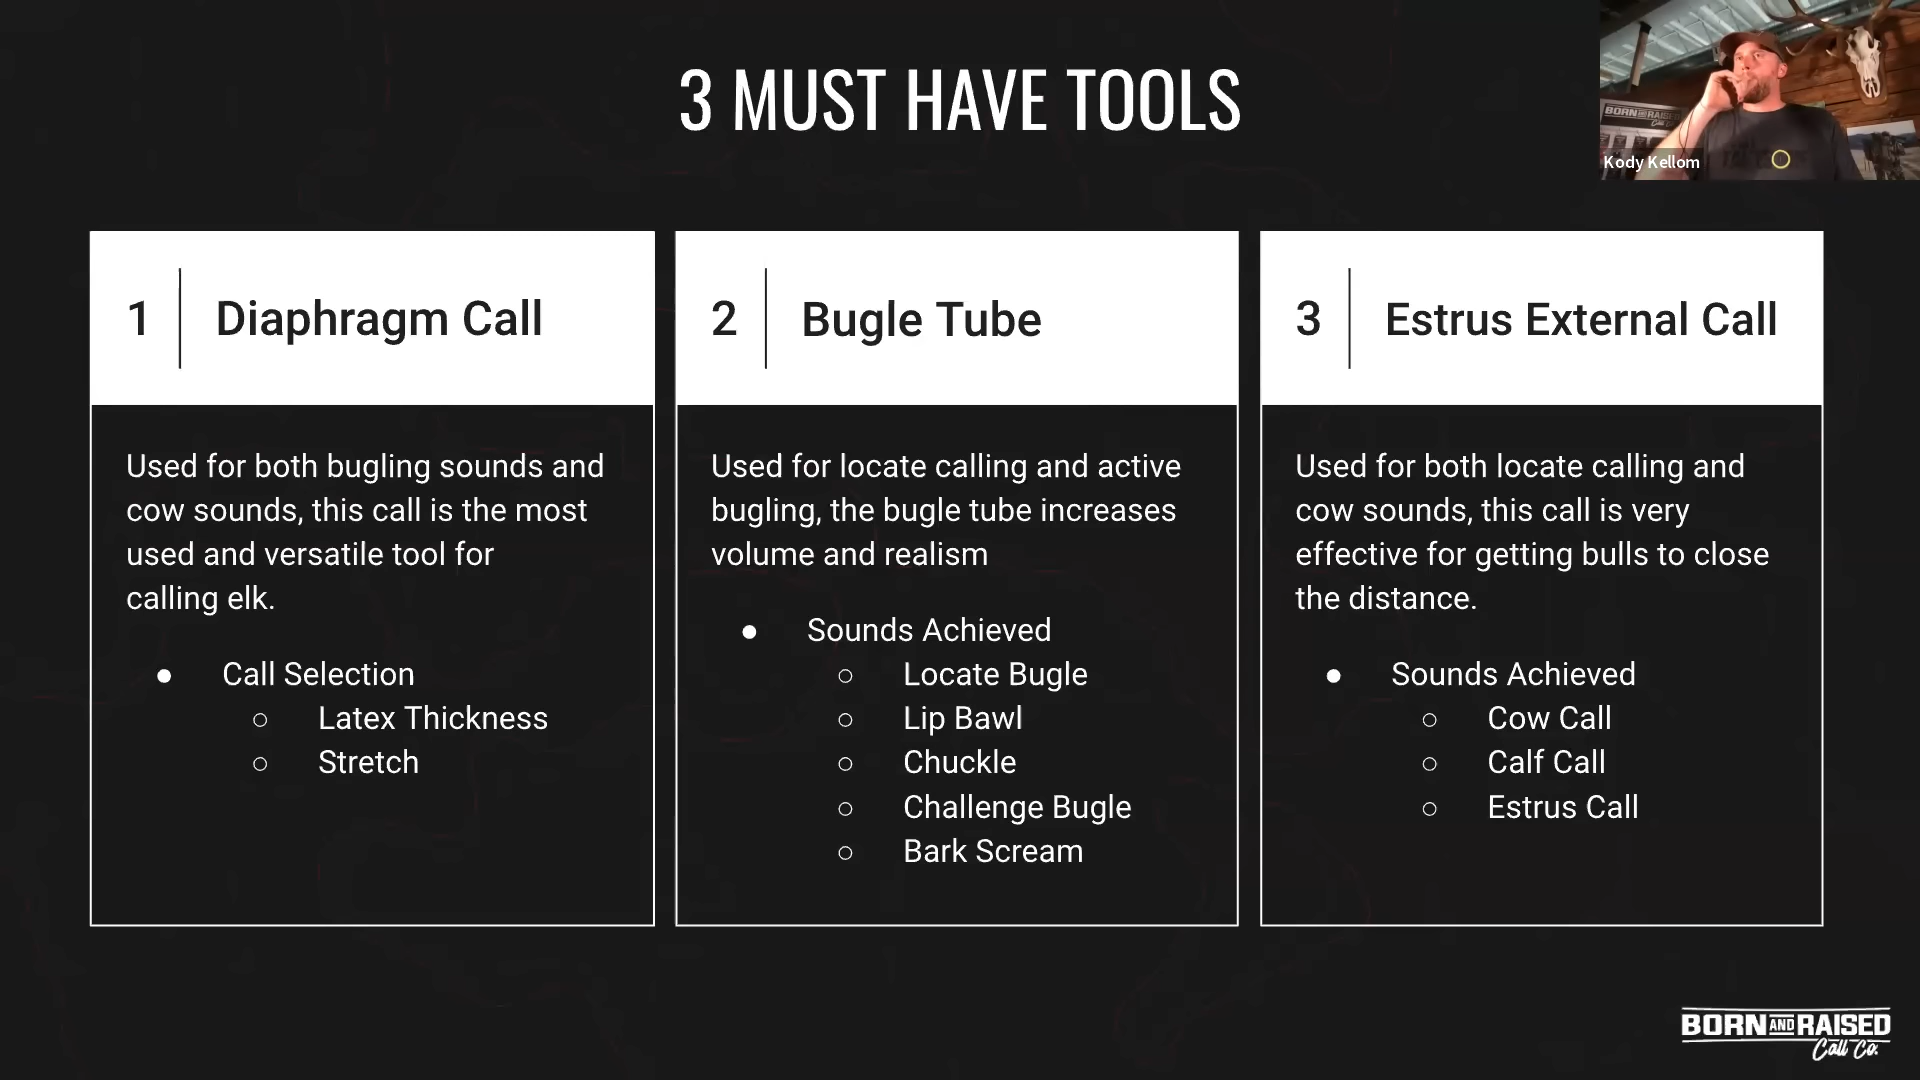 3 MUST HAVE TOOLS
BORN AND RAISED
Call Co.
Kody Kellom
1
Diaphragm Call
Used for both bugling sounds and
cow sounds, this call is the most
used and versatile tool for
calling elk.
● Call Selection
○ Latex Thickness
○ Stretch
2
Bugle Tube
Used for locate calling and active
bugling, the bugle tube increases
volume and realism
● Sounds Achieved
○ Locate Bugle
○ Lip Bawl
○ Chuckle
○ Challenge Bugle
○ Bark Scream
3
Estrus External Call
Used for both locate calling and
cow sounds, this call is very
effective for getting bulls to close
the distance.
● Sounds Achieved
○ Cow Call
○ Calf Call
○ Estrus Call
BORN AND RAISED
Call Co.